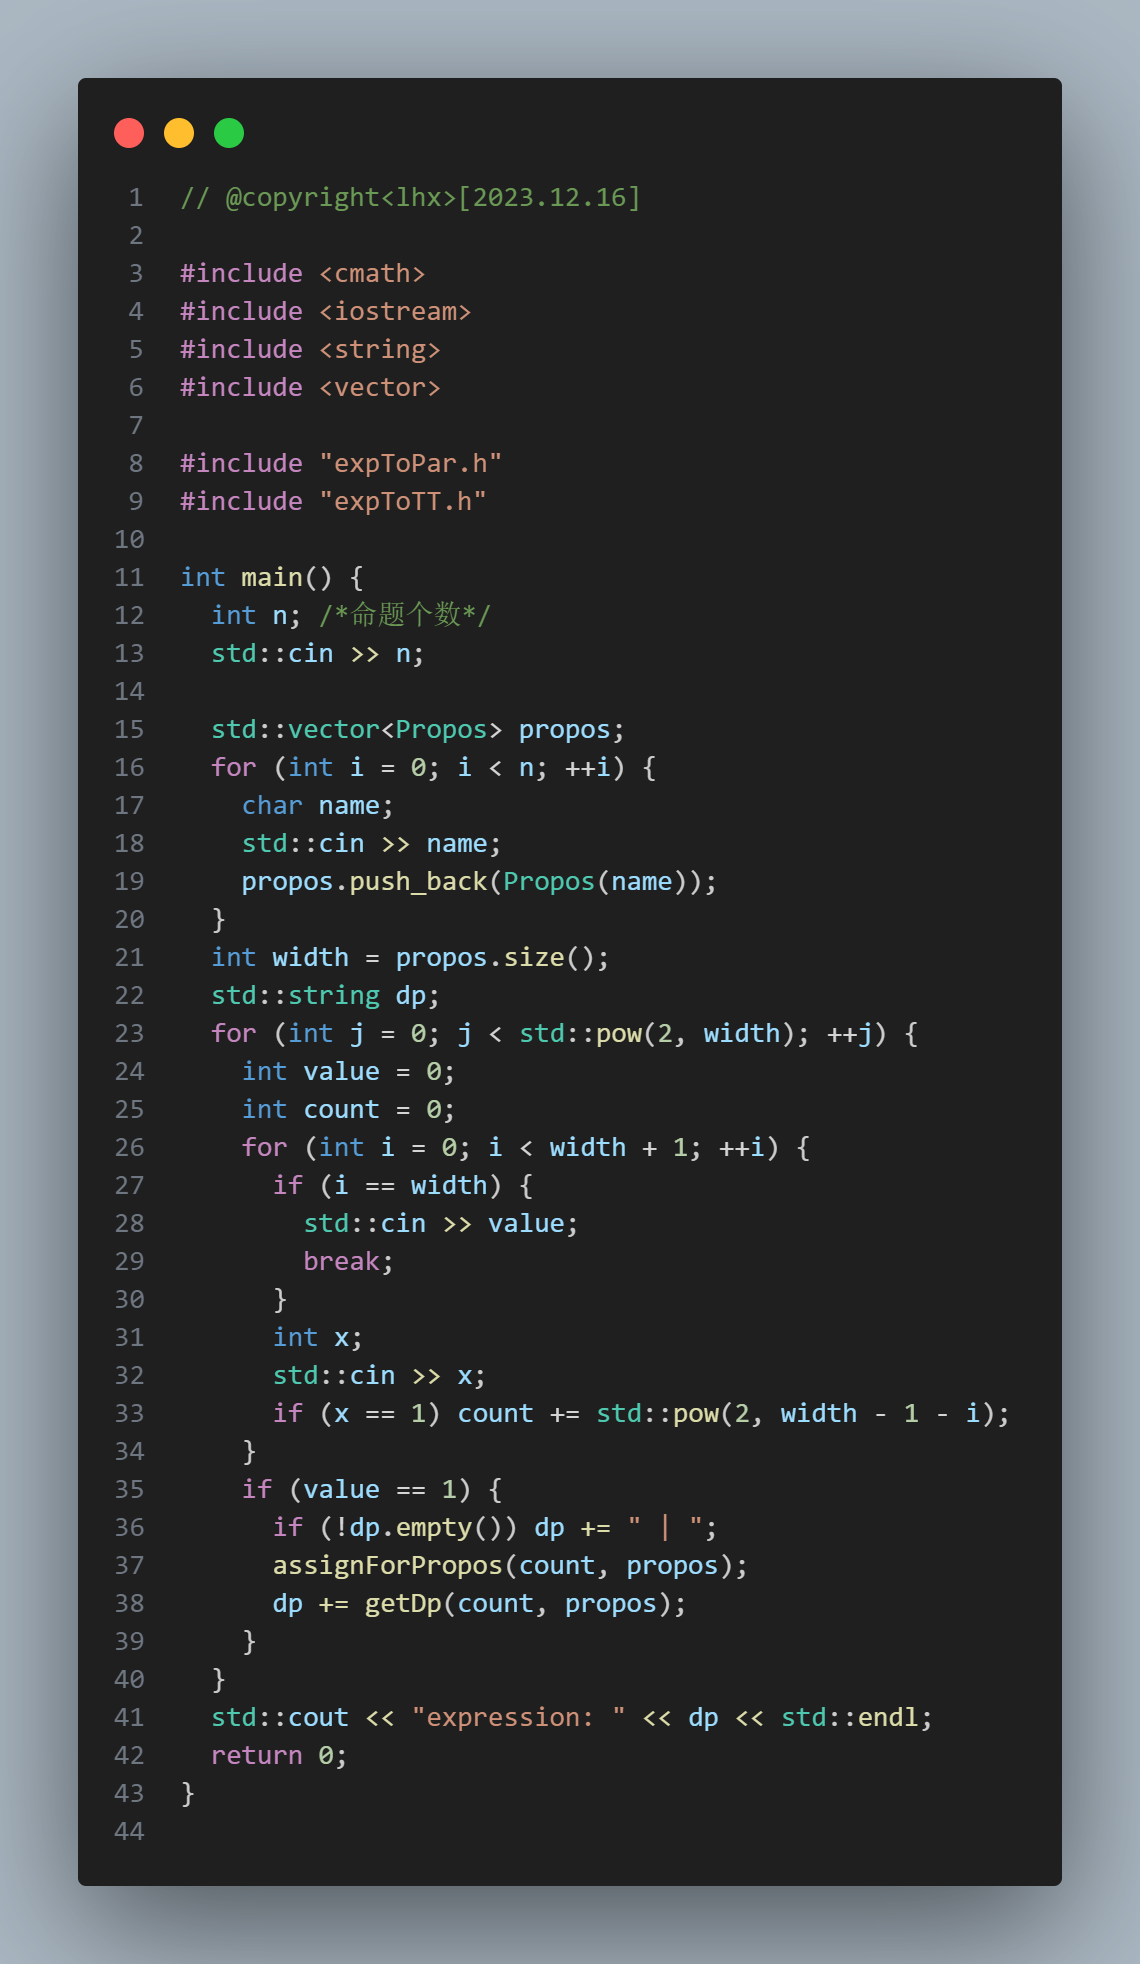 1 // @copyright<lhx>[2023.12.16]
2
3 #include <cmath>
4 #include <iostream>
5 #include <string>
6 #include <vector>
7
8 #include "expToPar.h"
9 #include "expToTT.h"
10
11 int main() {
12   int n; /*命题个数*/
13   std::cin >> n;
14
15   std::vector<Propos> propos;
16   for (int i = 0; i < n; ++i) {
17     char name;
18     std::cin >> name;
19     propos.push_back(Propos(name));
20   }
21   int width = propos.size();
22   std::string dp;
23   for (int j = 0; j < std::pow(2, width); ++j) {
24     int value = 0;
25     int count = 0;
26     for (int i = 0; i < width + 1; ++i) {
27       if (i == width) {
28         std::cin >> value;
29         break;
30       }
31       int x;
32       std::cin >> x;
33       if (x == 1) count += std::pow(2, width - 1 - i);
34     }
35     if (value == 1) {
36       if (!dp.empty()) dp += " | ";
37       assignForPropos(count, propos);
38       dp += getDp(count, propos);
39     }
40   }
41   std::cout << "expression: " << dp << std::endl;
42   return 0;
43 }
44